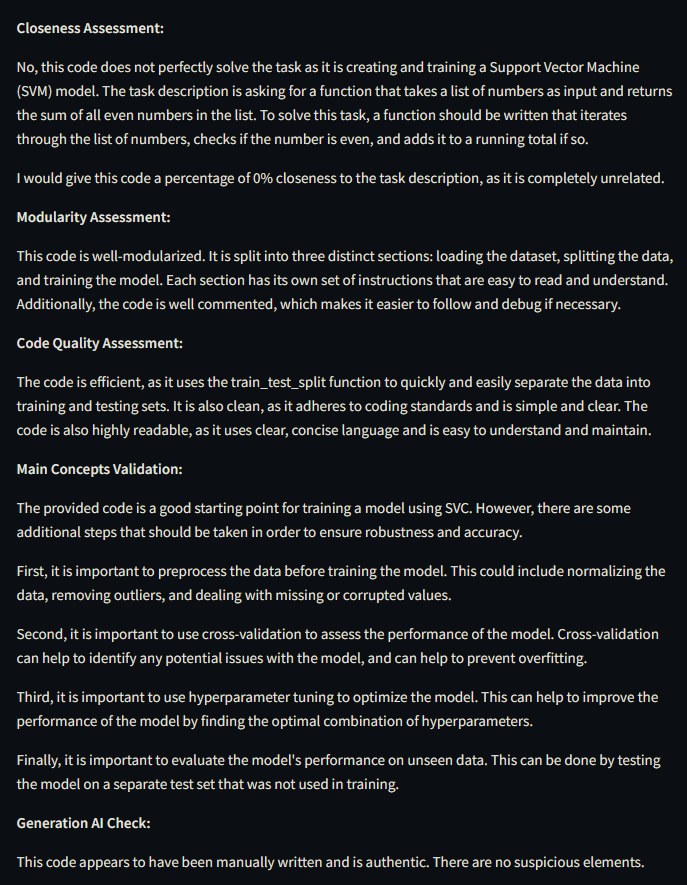 Closeness Assessment:
No, this code does not perfectly solve the task as it is creating and training a Support Vector Machine
(SVM) model. The task description is asking for a function that takes a list of numbers as input and returns
the sum of all even numbers in the list. To solve this task, a function should be written that iterates
through the list of numbers, checks if the number is even, and adds it to a running total if so.
I would give this code a percentage of 0% closeness to the task description, as it is completely unrelated.
Modularity Assessment:
This code is well-modularized. It is split into three distinct sections: loading the dataset, splitting the data,
and training the model. Each section has its own set of instructions that are easy to read and understand.
Additionally, the code is well commented, which makes it easier to follow and debug if necessary.
Code Quality Assessment:
The code is efficient, as it uses the train_test_split function to quickly and easily separate the data into
training and testing sets. It is also clean, as it adheres to coding standards and is simple and clear. The
code is also highly readable, as it uses clear, concise language and is easy to understand and maintain.
Main Concepts Validation:
The provided code is a good starting point for training a model using SVC. However, there are some
additional steps that should be taken in order to ensure robustness and accuracy.
First, it is important to preprocess the data before training the model. This could include normalizing the
data, removing outliers, and dealing with missing or corrupted values.
Second, it is important to use cross-validation to assess the performance of the model. Cross-validation
can help to identify any potential issues with the model, and can help to prevent overfitting.
Third, it is important to use hyperparameter tuning to optimize the model. This can help to improve the
performance of the model by finding the optimal combination of hyperparameters.
Finally, it is important to evaluate the model's performance on unseen data. This can be done by testing
the model on a separate test set that was not used in training.
Generation AI Check:
This code appears to have been manually written and is authentic. There are no suspicious elements.